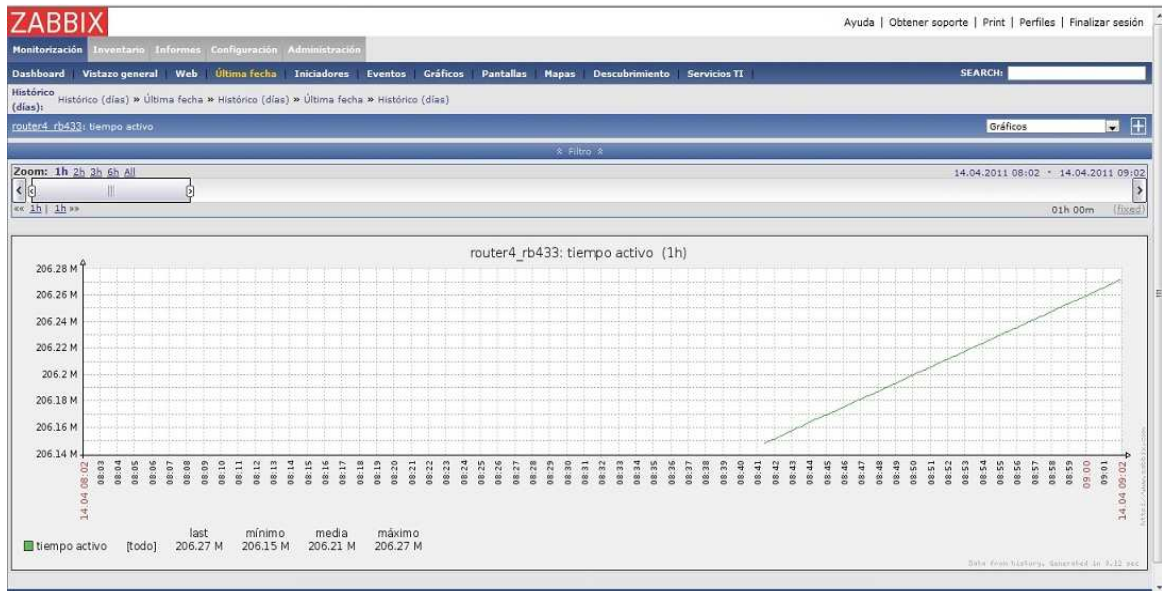 ZABBIX
Ayuda | Obtener soporte | Print | Perfiles | Finalizar sesión
Monitorización Inventario Informes Configuración Administración
Dashboard | Vistazo general | Web | Última fecha | Iniciadores | Eventos | Gráficos | Pantallas | Mapas | Descubrimiento | Servicios TI |
SEARCH:
Histórico (días): Histórico (días) » Última fecha » Histórico (días) » Última fecha » Histórico (días)
router4_rb433: tiempo activo
Gráficos
Filtro
Zoom: 1h 2h 3h 6h All
14.04.2011 08:02 - 14.04.2011 09:02
«« 1h | 1h »»
01h 00m (fixed)
router4_rb433: tiempo activo (1h)
206.28 M
206.26 M
206.24 M
206.22 M
206.2 M
206.18 M
206.16 M
206.14 M
14.04 08:02 08:03 08:04 08:05 08:06 08:07 08:08 08:09 08:10 08:11 08:12 08:13 08:14 08:15 08:16 08:17 08:18 08:19 08:20 08:21 08:22 08:23 08:24 08:25 08:26 08:27 08:28 08:29 08:30 08:31 08:32 08:33 08:34 08:35 08:36 08:37 08:38 08:39 08:40 08:41 08:42 08:43 08:44 08:45 08:46 08:47 08:48 08:49 08:50 08:51 08:52 08:53 08:54 08:55 08:56 08:57 08:58 08:59 09:00 09:01 14.04 09:02
last mínimo media máximo
tiempo activo [todo] 206.27 M 206.15 M 206.21 M 206.27 M
Data from history. Generated in